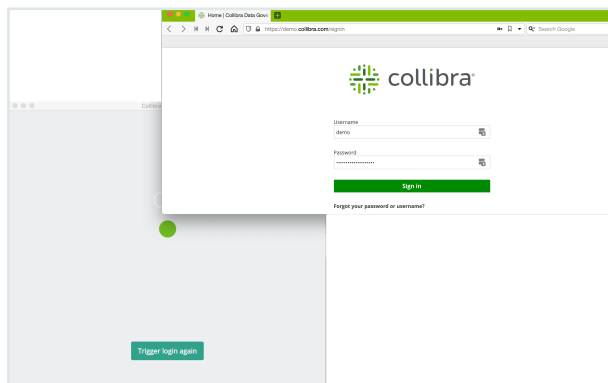 Home | Collibra Data Gove
https://demo.collibra.com/signin
Search Google
collibra
Collibra
Username
demo
Password
••••••••••••••••••
Sign in
Forgot your password or username?
Trigger login again